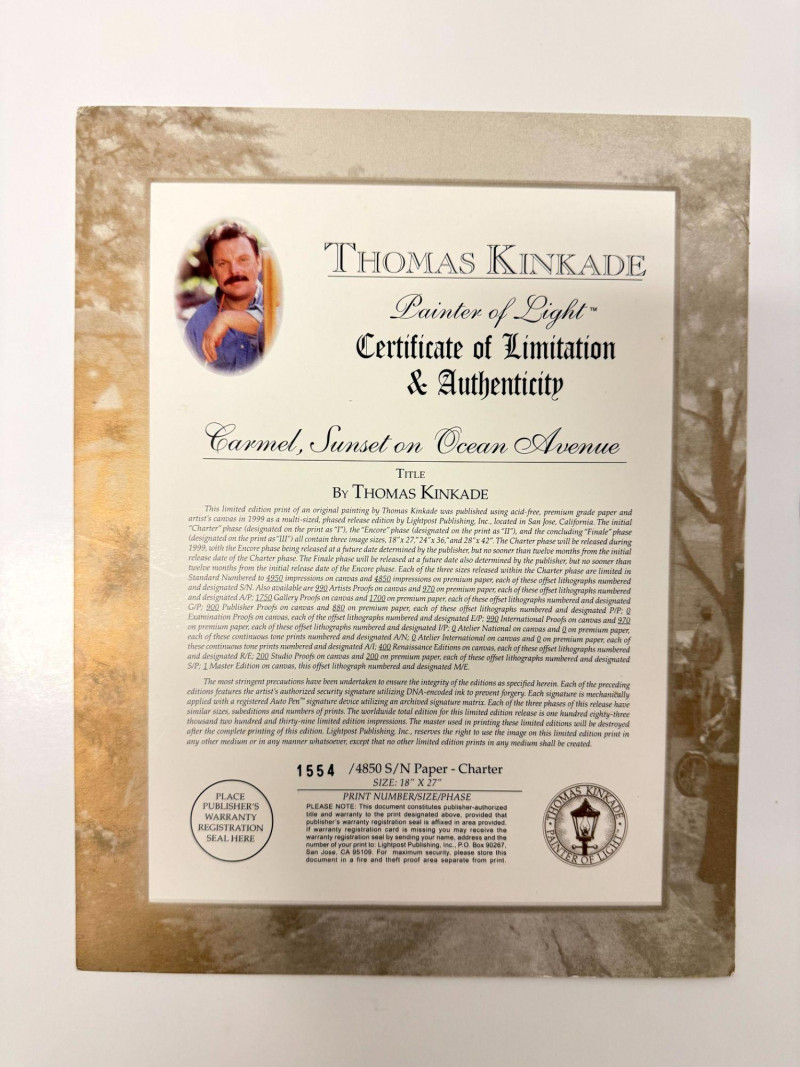 THOMAS KINKADE
Painter of Light™
Certificate of Limitation
& Authenticity
Carmel, Sunset on Ocean Avenue
TITLE
BY THOMAS KINKADE
This limited edition print of an original painting by Thomas Kinkade was published using acid-free, premium grade paper and
artist's canvas in 1999 as a multi-sized, phased release edition by Lightpost Publishing, Inc., located in San Jose, California. The initial
"Charter" phase (designated on the print as "I"), the "Encore" phase (designated on the print as "II"), and the concluding "Finale" phase
(designated on the print as "III") all contain three image sizes, 18"x 27," 24"x 36," and 28"x 42". The Charter phase will be released during
1999, with the Encore phase being released at a future date determined by the publisher, but no sooner than twelve months from the initial
release date of the Charter phase. The Finale phase will be released at a future date also determined by the publisher, but no sooner than
twelve months from the initial release date of the Encore phase. Each of the three sizes released within the Charter phase are limited in
Standard Numbered to 4950 impressions on canvas and 4850 impressions on premium paper, each of these offset lithographs numbered
and designated S/N. Also available are 990 Artists Proofs on canvas and 970 on premium paper, each of these offset lithographs numbered
and designated A/P; 1750 Gallery Proofs on canvas and 1700 on premium paper, each of these offset lithographs numbered and designated
G/P; 900 Publisher Proofs on canvas and 880 on premium paper, each of these offset lithographs numbered and designated P/P; 0
Examination Proofs on canvas, each of the offset lithographs numbered and designated E/P; 990 International Proofs on canvas and 970
on premium paper, each of these offset lithographs numbered and designated I/P; 0 Atelier National on canvas and 0 on premium paper,
each of these continuous tone prints numbered and designated A/N; 0 Atelier International on canvas and 0 on premium paper, each of
these continuous tone prints numbered and designated A/I; 400 Renaissance Editions on canvas, each of these offset lithographs numbered
and designated R/E; 200 Studio Proofs on canvas and 200 on premium paper, each of these offset lithographs numbered and designated
S/P; 1 Master Edition on canvas, this offset lithograph numbered and designated M/E.
The most stringent precautions have been undertaken to ensure the integrity of the editions as specified herein. Each of the preceding
editions features the artist's authorized security signature utilizing DNA-encoded ink to prevent forgery. Each signature is mechanically
applied with a registered Auto Pen™ signature device utilizing an archived signature matrix. Each of the three phases of this release have
similar sizes, subeditions and numbers of prints. The worldwide total edition for this limited edition release is one hundred eighty-three
thousand two hundred and thirty-nine limited edition impressions. The master used in printing these limited editions will be destroyed
after the complete printing of this edition. Lightpost Publishing, Inc., reserves the right to use the image on this limited edition print in
any other medium or in any manner whatsoever, except that no other limited edition prints in any medium shall be created.
1554 /4850 S/N Paper - Charter
SIZE: 18" X 27"
PRINT NUMBER/SIZE/PHASE
PLEASE NOTE: This document constitutes publisher-authorized
title and warranty to the print designated above, provided that
publisher's warranty registration seal is affixed in area provided.
If warranty registration card is missing you may receive the
warranty registration seal by sending your name, address and the
number of your print to: Lightpost Publishing, Inc., P.O. Box 90267,
San Jose, CA 95109. For maximum security, please store this
document in a fire and theft proof area separate from print.
PLACE
PUBLISHER'S
WARRANTY
REGISTRATION
SEAL HERE
THOMAS KINKADE
PAINTER OF LIGHT